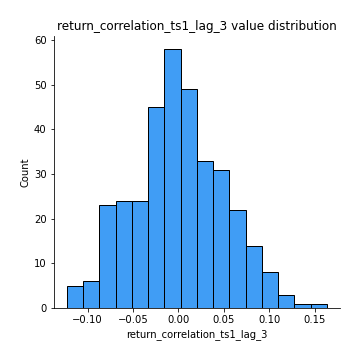 return_correlation_ts1_lag_3 value distribution
60
50
40
30
20
10
0
Count
−0.10 −0.05 0.00 0.05 0.10 0.15
return_correlation_ts1_lag_3